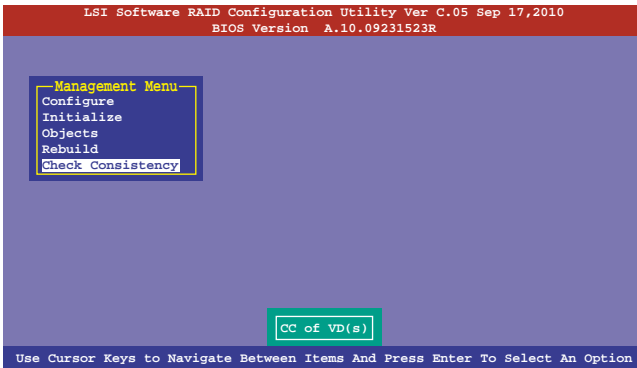 LSI Software RAID Configuration Utility Ver C.05 Sep 17,2010
BIOS Version A.10.09231523R
Management Menu
Configure
Initialize
Objects
Rebuild
Check Consistency
CC of VD(s)
Use Cursor Keys to Navigate Between Items And Press Enter To Select An Option